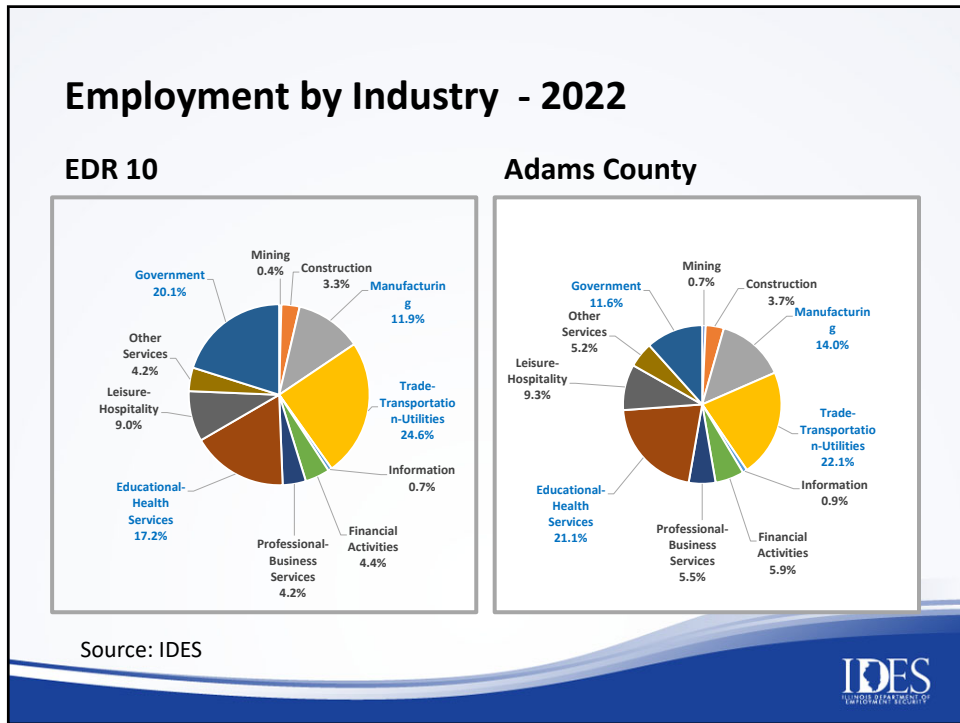 Employment by Industry - 2022
EDR 10
Mining
0.4%
Construction
3.3%
Manufacturin
g
11.9%
Trade-
Transportatio
n-Utilities
24.6%
Information
0.7%
Financial
Activities
4.4%
Professional-
Business
Services
4.2%
Educational-
Health
Services
17.2%
Leisure-
Hospitality
9.0%
Other
Services
4.2%
Government
20.1%
Adams County
Mining
0.7%
Construction
3.7%
Manufacturin
g
14.0%
Trade-
Transportatio
n-Utilities
22.1%
Information
0.9%
Financial
Activities
5.9%
Professional-
Business
Services
5.5%
Educational-
Health
Services
21.1%
Leisure-
Hospitality
9.3%
Other
Services
5.2%
Government
11.6%
Source: IDES
IDES
ILLINOIS DEPARTMENT OF
EMPLOYMENT SECURITY